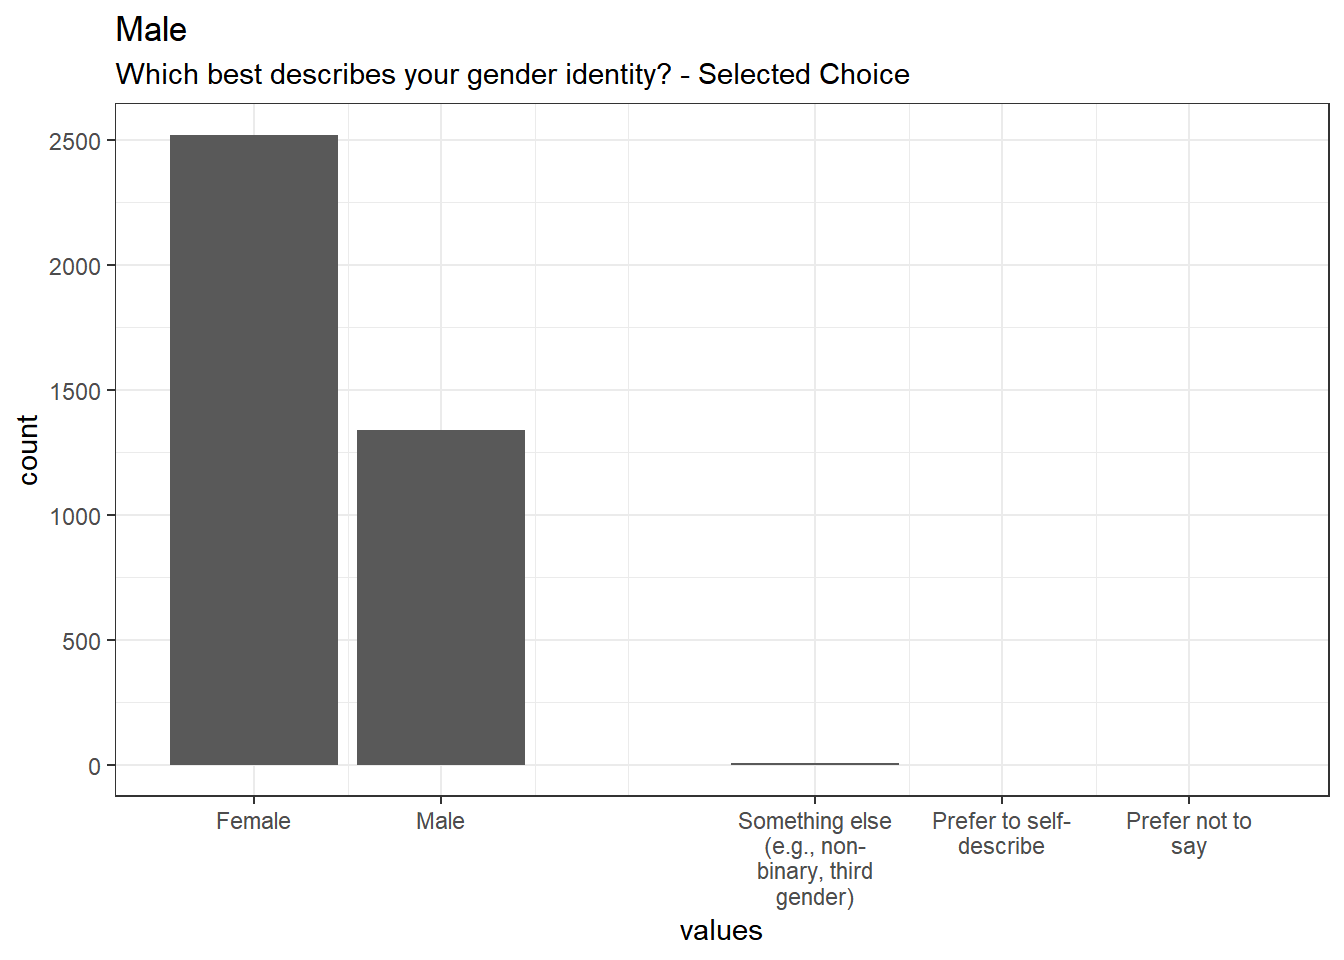 Male
Which best describes your gender identity? - Selected Choice
2500
2000
1500
1000
500
0
count
Female
Male
Something else
(e.g., non-
binary, third
gender)
Prefer to self-
describe
Prefer not to
say
values